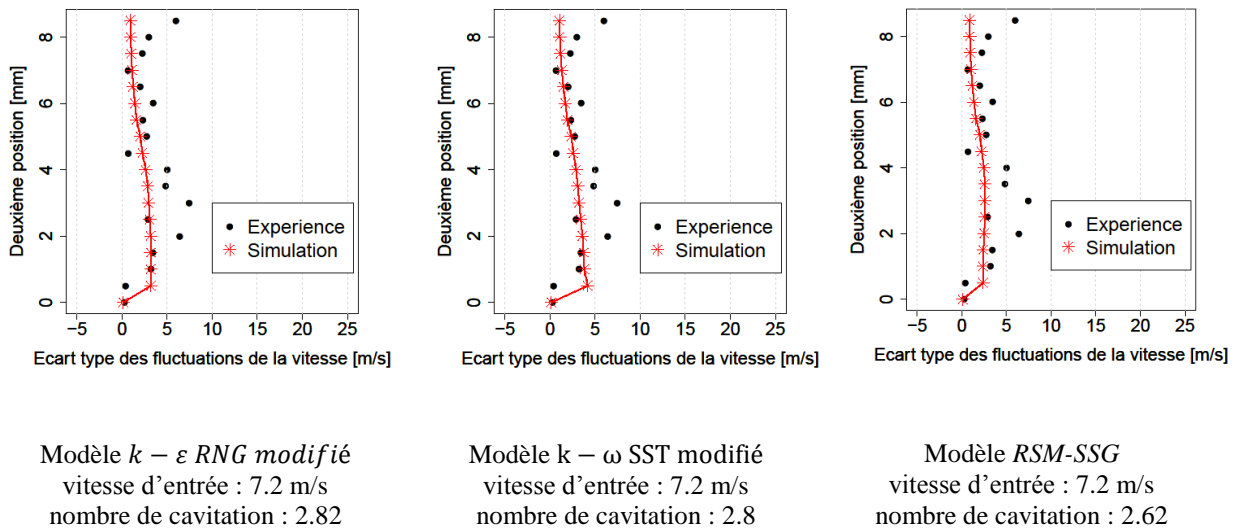 8
6
4
2
0
Deuxième position [mm]
Experience
Simulation
−5 0 5 10 15 20 25
Ecart type des fluctuations de la vitesse [m/s]
8
6
4
2
0
Deuxième position [mm]
Experience
Simulation
−5 0 5 10 15 20 25
Ecart type des fluctuations de la vitesse [m/s]
8
6
4
2
0
Deuxième position [mm]
Experience
Simulation
−5 0 5 10 15 20 25
Ecart type des fluctuations de la vitesse [m/s]
Modèle k − ε RNG modifié
vitesse d’entrée : 7.2 m/s
nombre de cavitation : 2.82
Modèle k − ω SST modifié
vitesse d’entrée : 7.2 m/s
nombre de cavitation : 2.8
Modèle RSM-SSG
vitesse d’entrée : 7.2 m/s
nombre de cavitation : 2.62